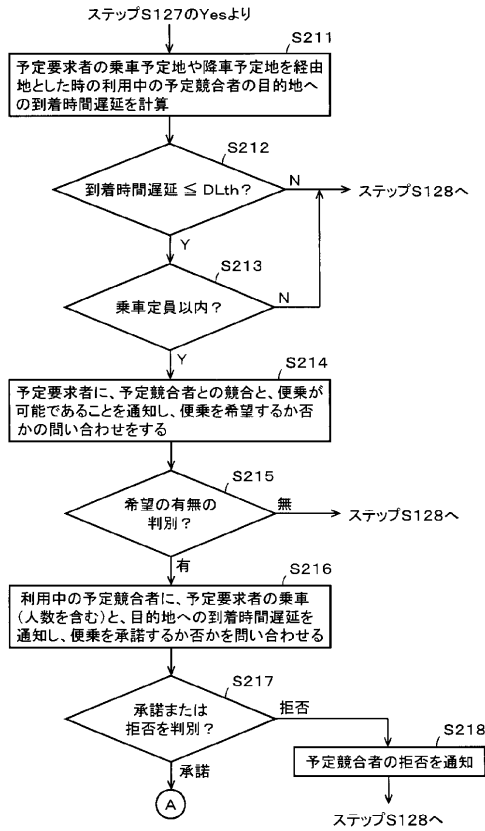 ステップS127のYesより
S211
予定要求者の乗車予定地や降車予定地を経由
地とした時の利用中の予定競合者の目的地へ
の到着時間遅延を計算
S212
到着時間遅延 ≦ DLth?
N
ステップS128へ
Y
S213
乗車定員以内?
N
Y
S214
予定要求者に、予定競合者との競合と、便乗が
可能であることを通知し、便乗を希望するか否
かの問い合わせをする
S215
希望の有無の
判別?
無
ステップS128へ
有
S216
利用中の予定競合者に、予定要求者の乗車
(人数を含む)と、目的地への到着時間遅延を
通知し、便乗を承諾するか否かを問い合わせる
S217
承諾または
拒否を判別?
拒否
S218
予定競合者の拒否を通知
承諾
A
ステップS128へ